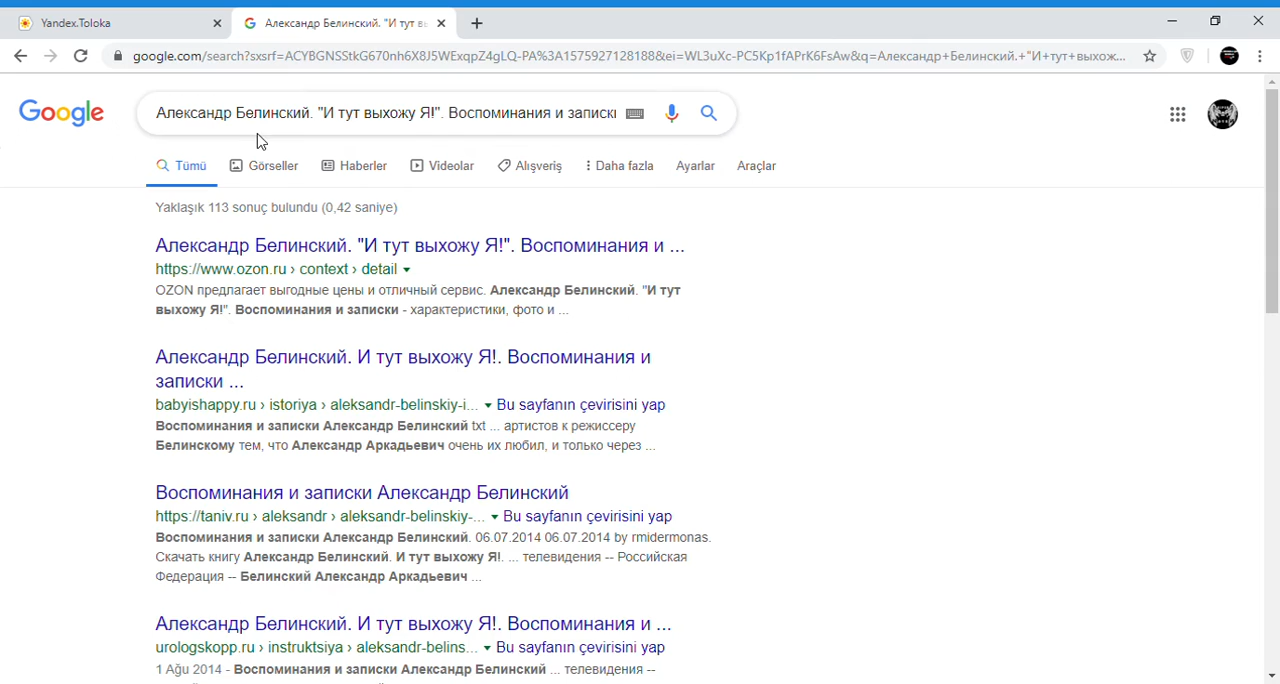 Yandex.Toloka
Александр Белинский. "И тут вы
google.com/search?sxsrf=ACYBGNSStkG670nh6X8J5WExqpZ4gLQ-PA%3A1575927128188&ei=WL3uXc-PC5Kp1fAPrK6FsAw&q=Александр+Белинский.+"И+тут+выхож...
Google
Александр Белинский. "И тут выхожу Я!". Воспоминания и записки
Tümü Görseller Haberler Videolar Alışveriş Daha fazla Ayarlar Araçlar
Yaklaşık 113 sonuç bulundu (0,42 saniye)
Александр Белинский. "И тут выхожу Я!". Воспоминания и ...
https://www.ozon.ru › context › detail
OZON предлагает выгодные цены и отличный сервис. Александр Белинский. "И тут
выхожу Я!". Воспоминания и записки - характеристики, фото и ...
Александр Белинский. И тут выхожу Я!. Воспоминания и
записки ...
babyishappy.ru › istoriya › aleksandr-belinskiy-i... Bu sayfanın çevirisini yap
Воспоминания и записки Александр Белинский txt ... артистов к режиссеру
Белинскому тем, что Александр Аркадьевич очень их любил, и только через ...
Воспоминания и записки Александр Белинский
https://taniv.ru › aleksandr › aleksandr-belinskiy-... Bu sayfanın çevirisini yap
Воспоминания и записки Александр Белинский. 06.07.2014 06.07.2014 by rmidermonas.
Скачать книгу Александр Белинский. И тут выхожу Я!. ... телевидения -- Российская
Федерация -- Белинский Александр Аркадьевич ...
Александр Белинский. И тут выхожу Я!. Воспоминания и ...
urologskopp.ru › instruktsiya › aleksandr-belins... Bu sayfanın çevirisini yap
1 Ağu 2014 - Воспоминания и записки Александр Белинский ... телевидения --